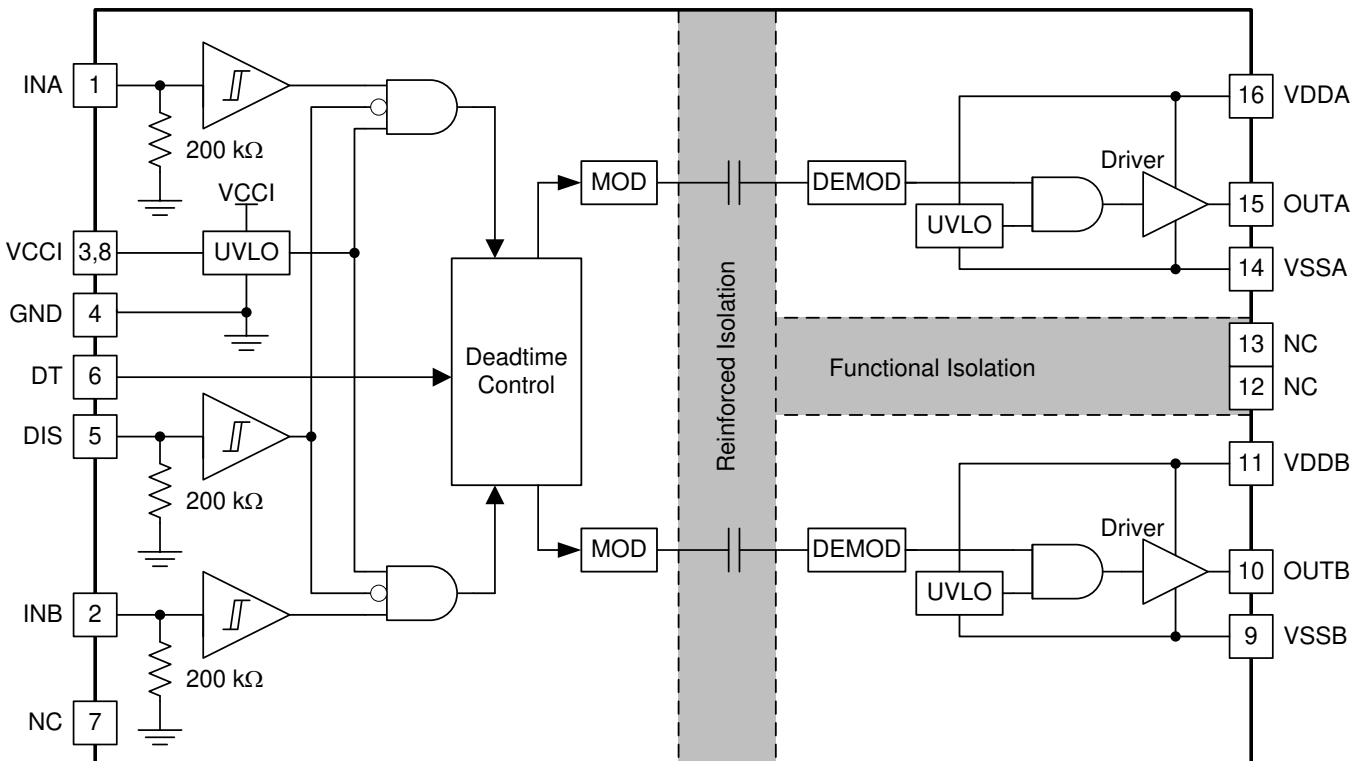 INA
1
200 kΩ
VCCI
VCCI
3,8
UVLO
GND
4
DT
6
DIS
5
200 kΩ
INB
2
200 kΩ
NC
7
Deadtime
Control
MOD
MOD
Reinforced Isolation
Functional Isolation
DEMOD
UVLO
Driver
16
VDDA
15
OUTA
14
VSSA
13
NC
12
NC
11
VDDB
DEMOD
UVLO
Driver
10
OUTB
9
VSSB